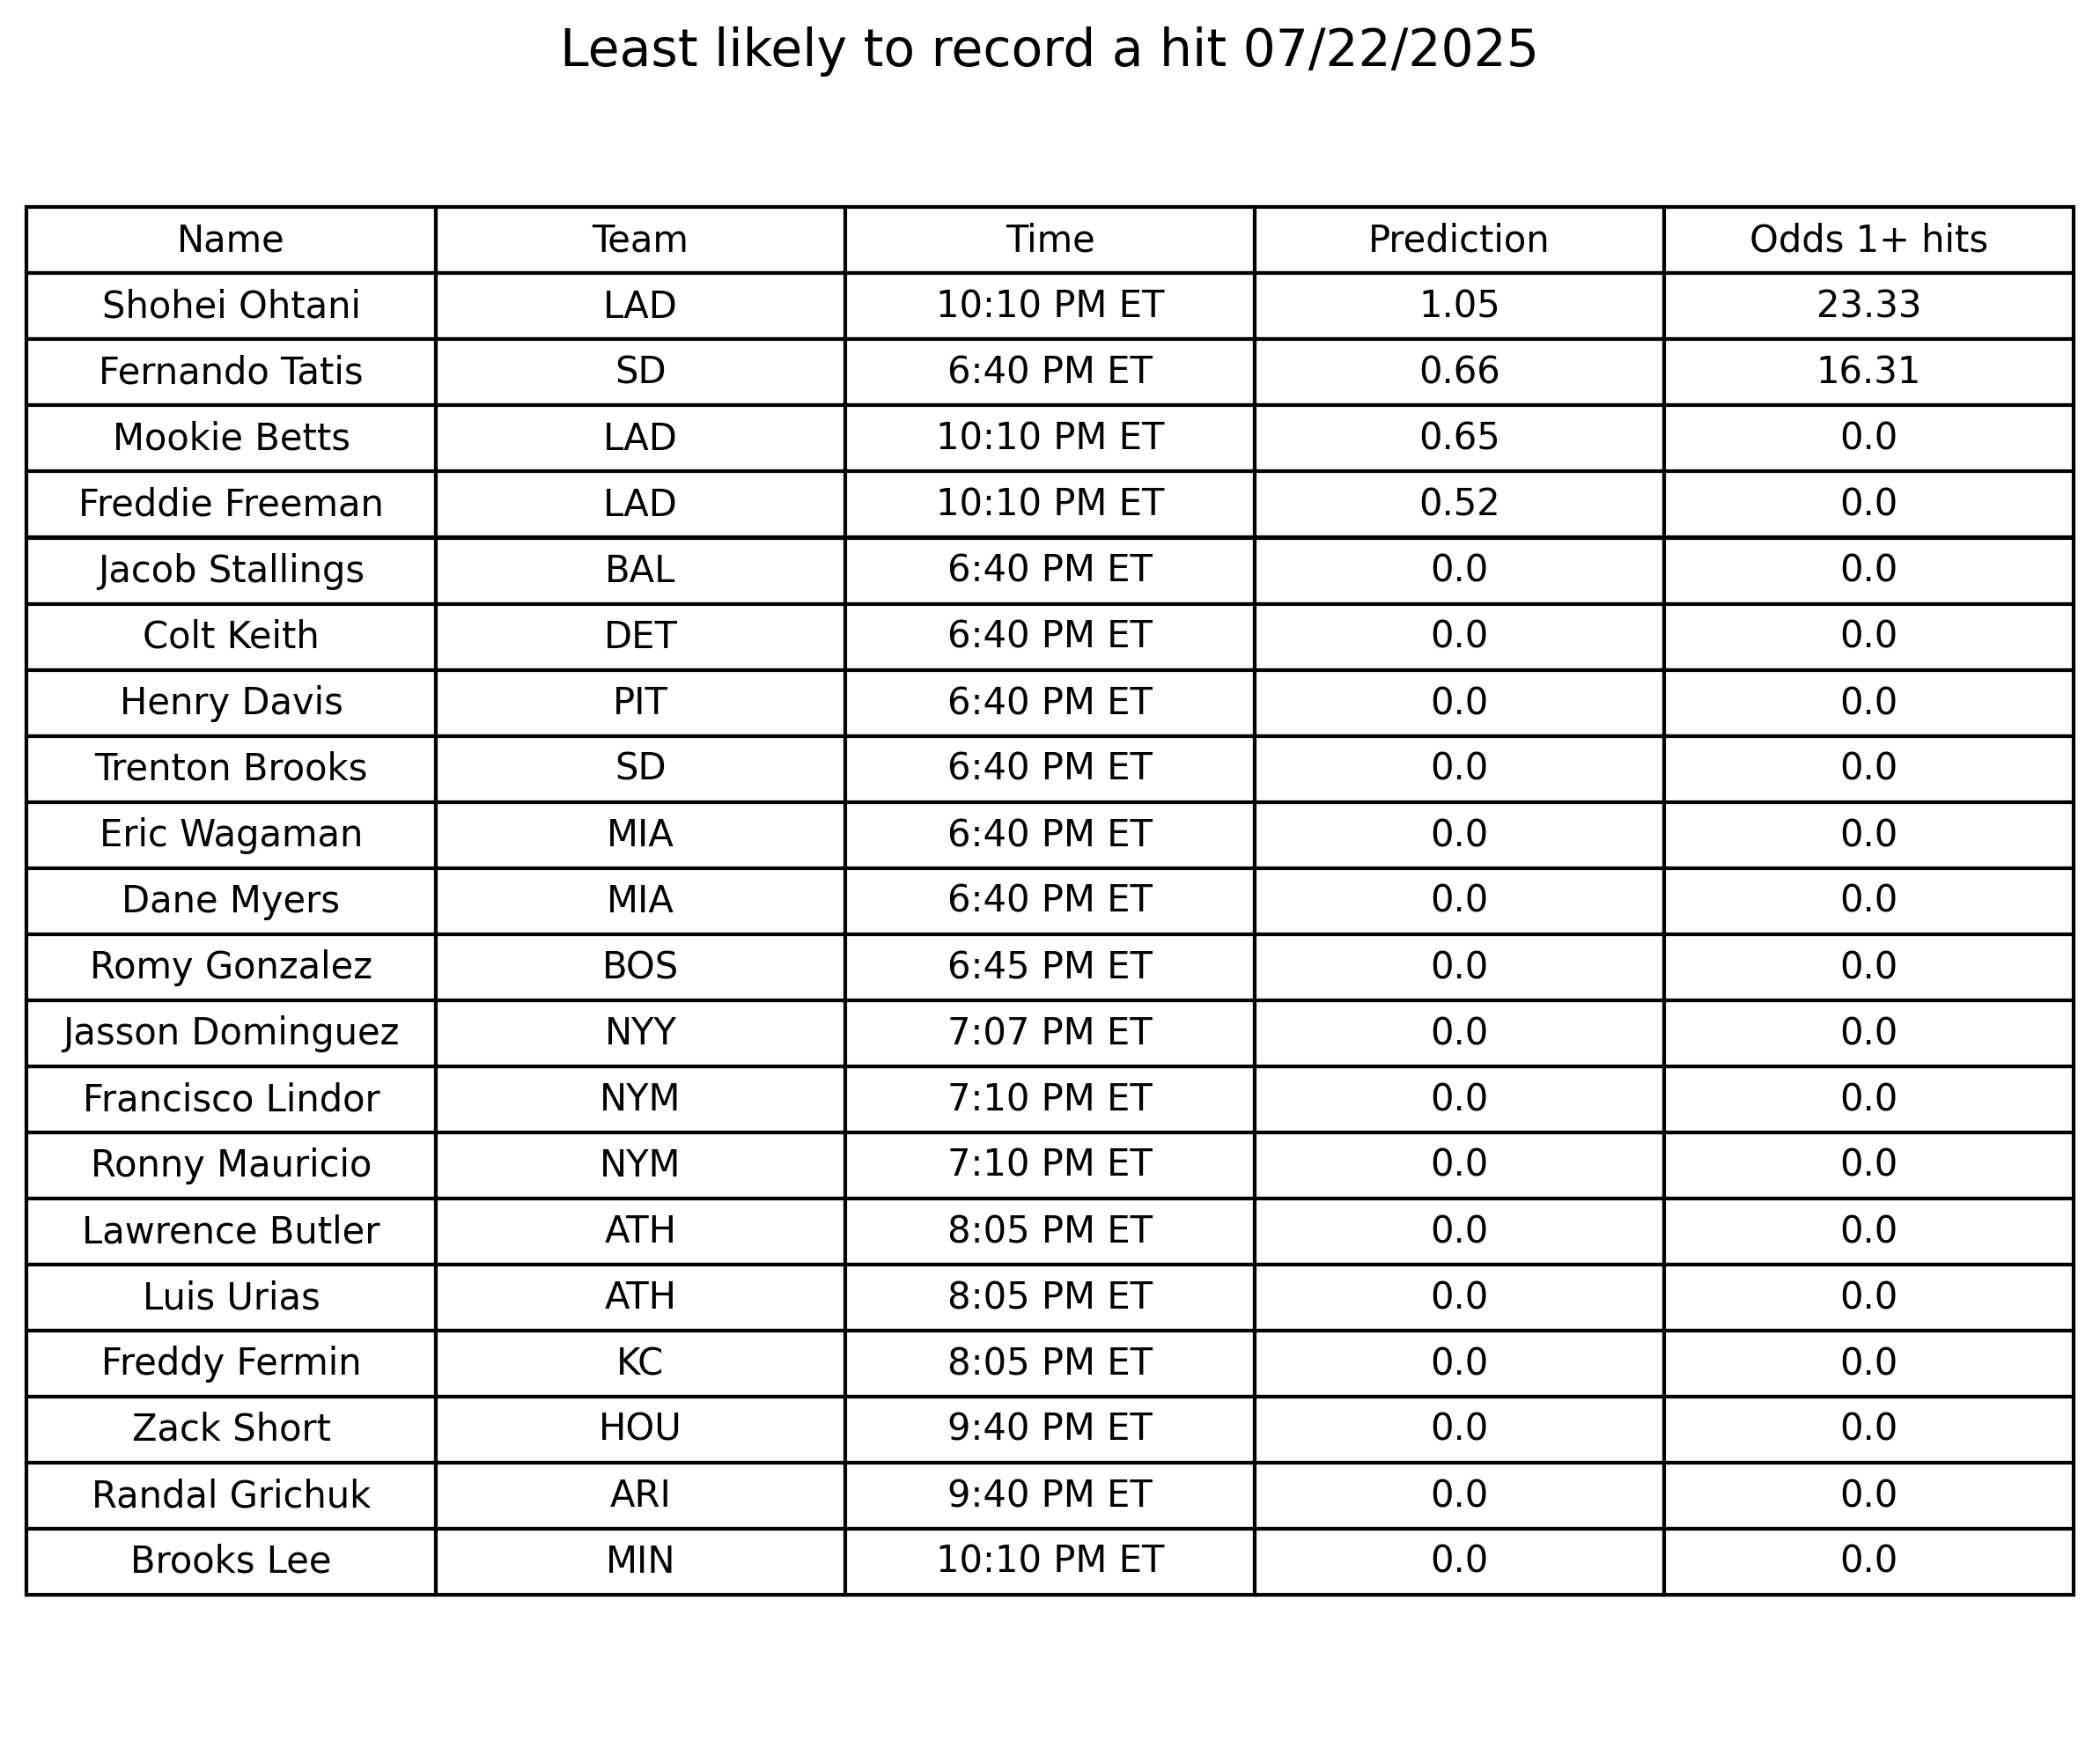 Least likely to record a hit 07/22/2025
Name Team Time Prediction Odds 1+ hits
Shohei Ohtani LAD 10:10 PM ET 1.05 23.33
Fernando Tatis SD 6:40 PM ET 0.66 16.31
Mookie Betts LAD 10:10 PM ET 0.65 0.0
Freddie Freeman LAD 10:10 PM ET 0.52 0.0
Jacob Stallings BAL 6:40 PM ET 0.0 0.0
Colt Keith DET 6:40 PM ET 0.0 0.0
Henry Davis PIT 6:40 PM ET 0.0 0.0
Trenton Brooks SD 6:40 PM ET 0.0 0.0
Eric Wagaman MIA 6:40 PM ET 0.0 0.0
Dane Myers MIA 6:40 PM ET 0.0 0.0
Romy Gonzalez BOS 6:45 PM ET 0.0 0.0
Jasson Dominguez NYY 7:07 PM ET 0.0 0.0
Francisco Lindor NYM 7:10 PM ET 0.0 0.0
Ronny Mauricio NYM 7:10 PM ET 0.0 0.0
Lawrence Butler ATH 8:05 PM ET 0.0 0.0
Luis Urias ATH 8:05 PM ET 0.0 0.0
Freddy Fermin KC 8:05 PM ET 0.0 0.0
Zack Short HOU 9:40 PM ET 0.0 0.0
Randal Grichuk ARI 9:40 PM ET 0.0 0.0
Brooks Lee MIN 10:10 PM ET 0.0 0.0